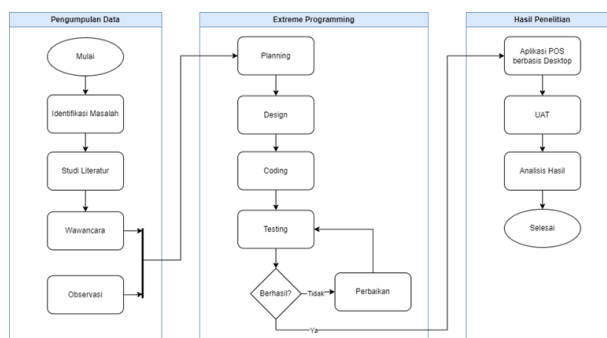 Pengumpulan Data
Mulai
Identifikasi Masalah
Studi Literatur
Wawancara
Observasi
Extreme Programming
Planning
Design
Coding
Testing
Berhasil?
Tidak
Perbaikan
Ya
Hasil Penelitian
Aplikasi POS
berbasis Desktop
UAT
Analisis Hasil
Selesai